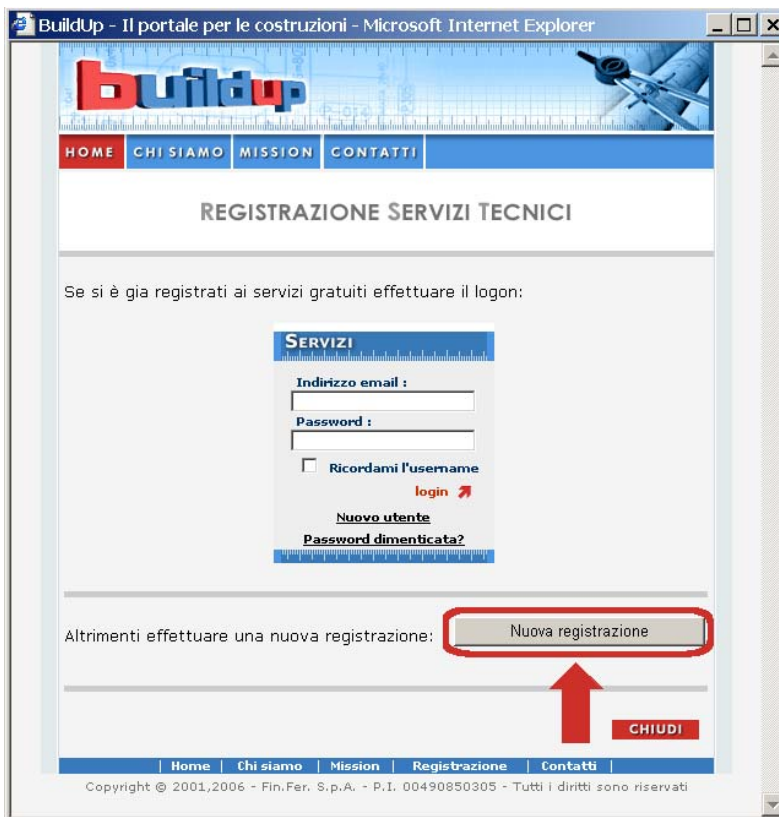 BuildUp - Il portale per le costruzioni - Microsoft Internet Explorer
buildup
HOME CHI SIAMO MISSION CONTATTI
REGISTRAZIONE SERVIZI TECNICI
Se si è gia registrati ai servizi gratuiti effettuare il logon:
SERVIZI
Indirizzo email :
Password :
Ricordami l'username
login
Nuovo utente
Password dimenticata?
Altrimenti effettuare una nuova registrazione: Nuova registrazione
CHIUDI
| Home | Chi siamo | Mission | Registrazione | Contatti |
Copyright © 2001,2006 - Fin.Fer. S.p.A. - P.I. 00490850305 - Tutti i diritti sono riservati